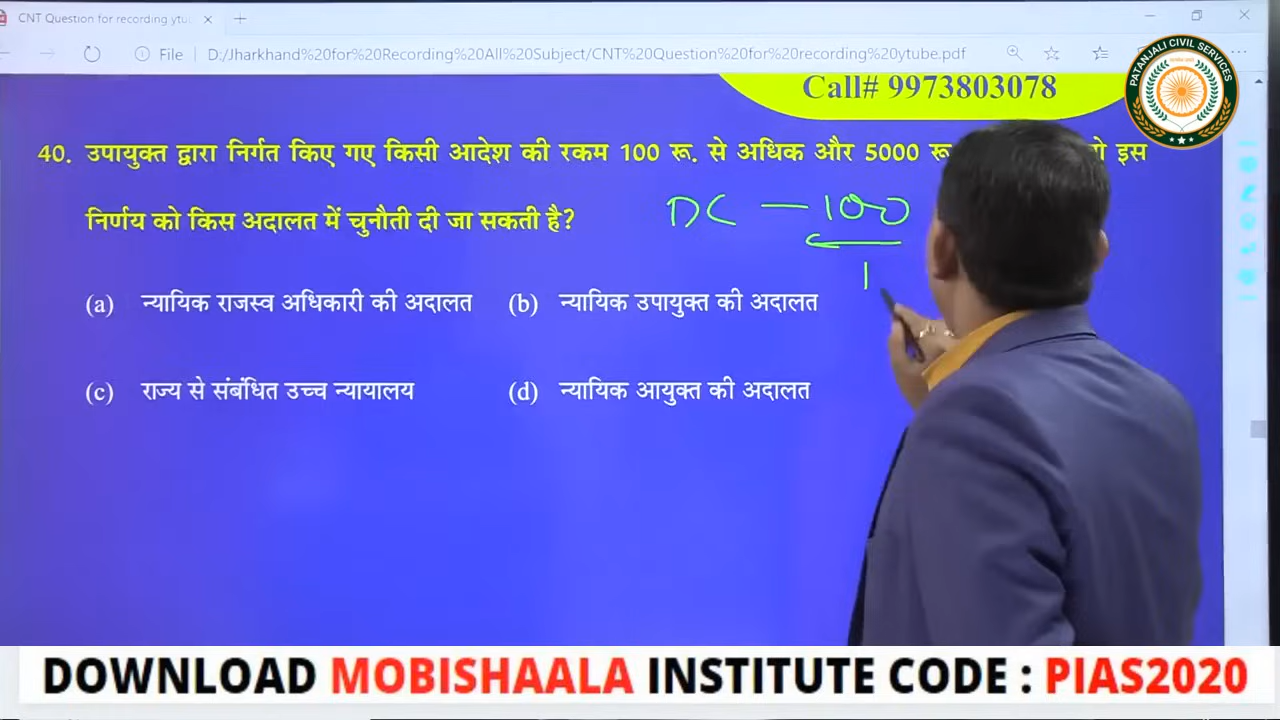 CNT Question for recording ytu
File
D:/Jharkhand%20for%20Recording%20All%20Subject/CNT%20Question%20for%20recording%20ytube.pdf
PATANJALI CIVIL SERVICES
Call# 9973803078
40. उपायुक्त द्वारा निर्गत किए गए किसी आदेश की रकम 100 रू. से अधिक और 5000 इस
निर्णय को किस अदालत में चुनौती दी जा सकती है?
DC – 100
1
(a) न्यायिक राजस्व अधिकारी की अदालत (b) न्यायिक उपायुक्त की अदालत
(c) राज्य से संबंधित उच्च न्यायालय (d) न्यायिक आयुक्त की अदालत
DOWNLOAD MOBISHAALA INSTITUTE CODE : PIAS2020